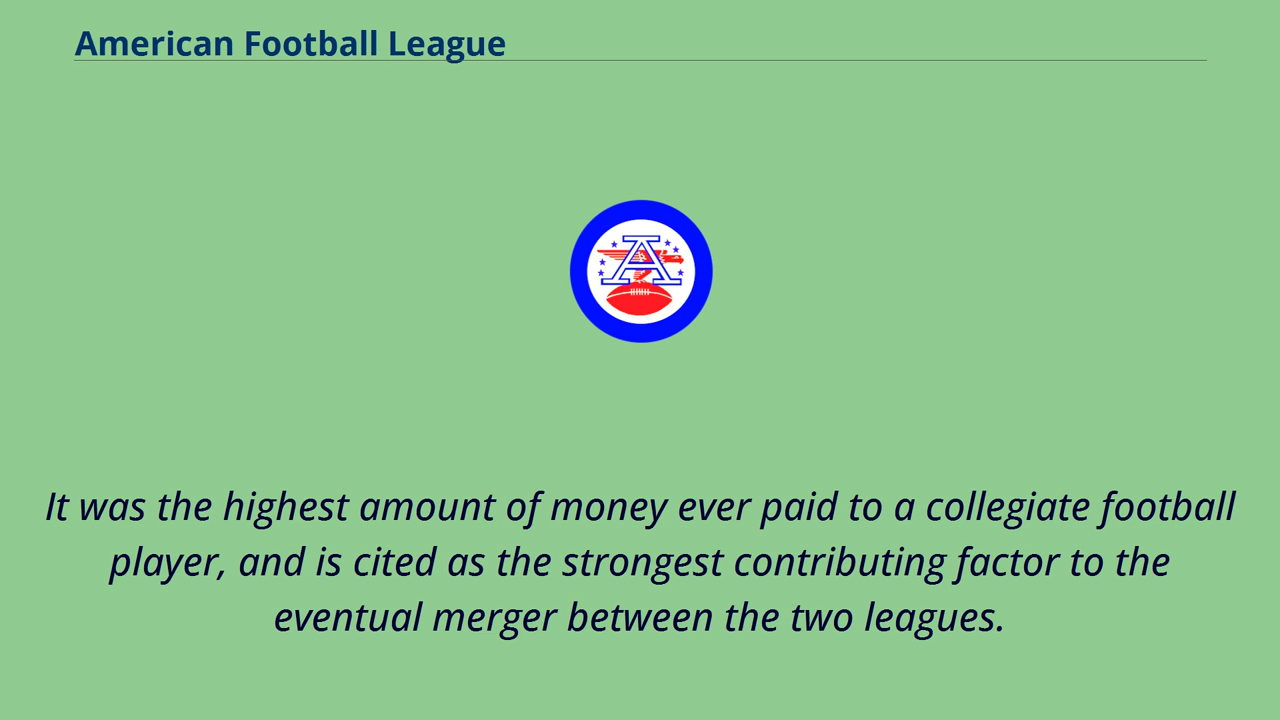 American Football League
A
It was the highest amount of money ever paid to a collegiate football
player, and is cited as the strongest contributing factor to the
eventual merger between the two leagues.